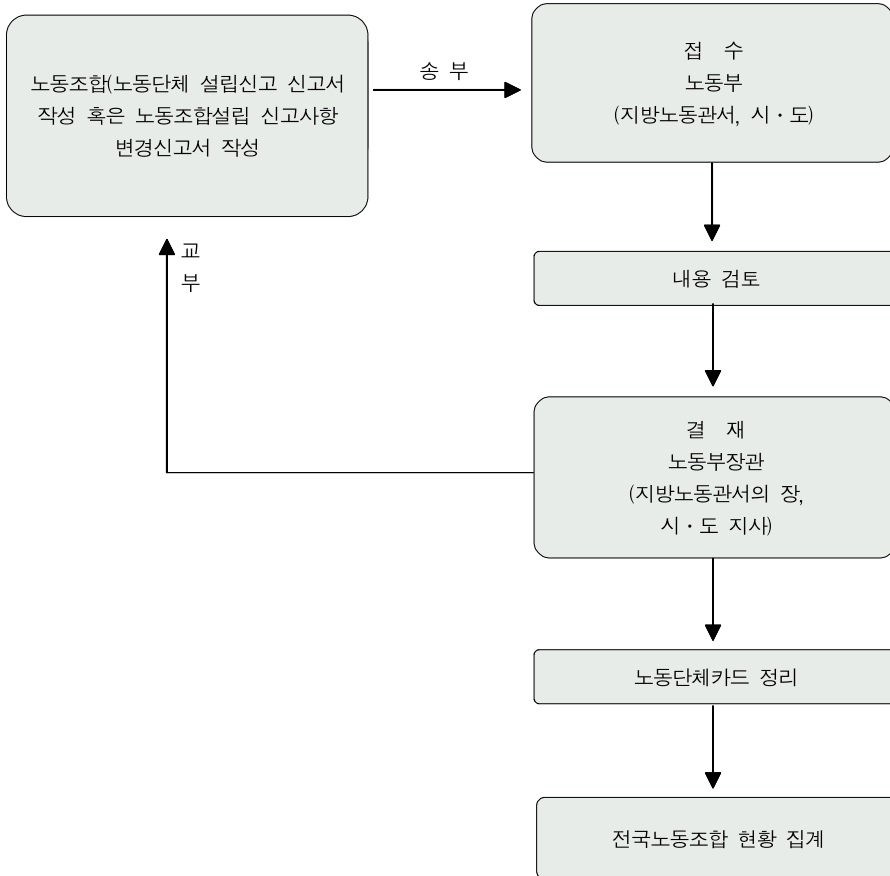 노동조합(노동단체 설립신고 신고서
작성 혹은 노동조합설립 신고사항
변경신고서 작성
송 부
접 수
노동부
(지방노동관서, 시·도)
교
부
내용 검토
결 재
노동부장관
(지방노동관서의 장,
시·도 지사)
노동단체카드 정리
전국노동조합 현황 집계